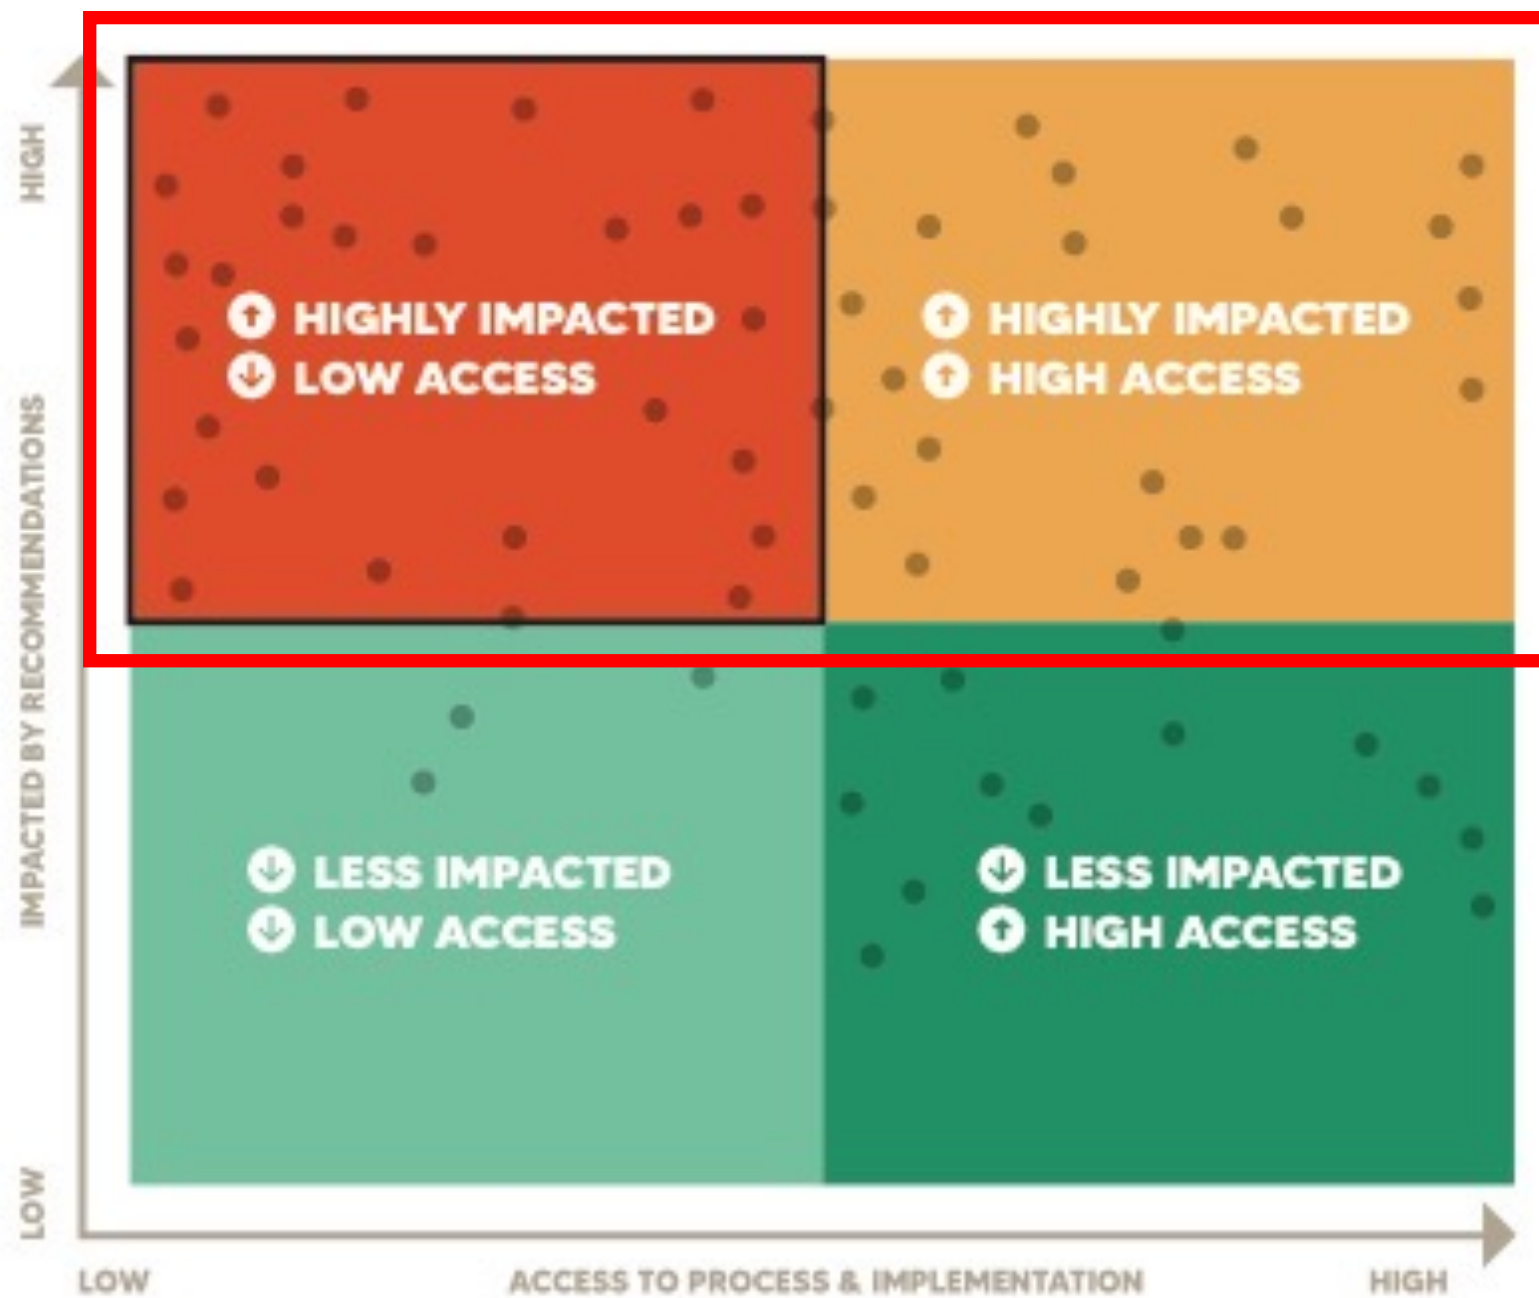 HIGH
IMPACTED BY RECOMMENDATIONS
LOW
HIGHLY IMPACTED
LOW ACCESS
HIGHLY IMPACTED
HIGH ACCESS
LESS IMPACTED
LOW ACCESS
LESS IMPACTED
HIGH ACCESS
LOW
ACCESS TO PROCESS & IMPLEMENTATION
HIGH